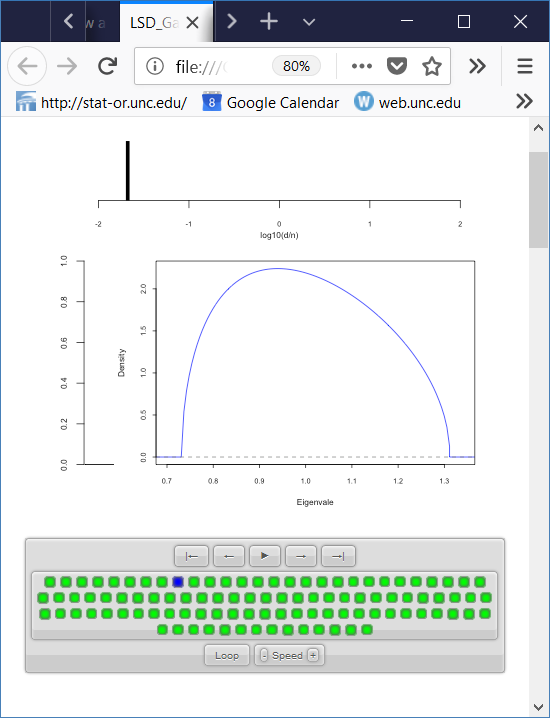 LSD_Ga
file:///
80%
http://stat-or.unc.edu/
8
Google Calendar
W
web.unc.edu
-2 -1 0 1 2
log10(d/n)
0.0 0.2 0.4 0.6 0.8 1.0
Density
0.0 0.5 1.0 1.5 2.0
0.7 0.8 0.9 1.0 1.1 1.2 1.3
Eigenvale
|← ← → →|
Loop - Speed +